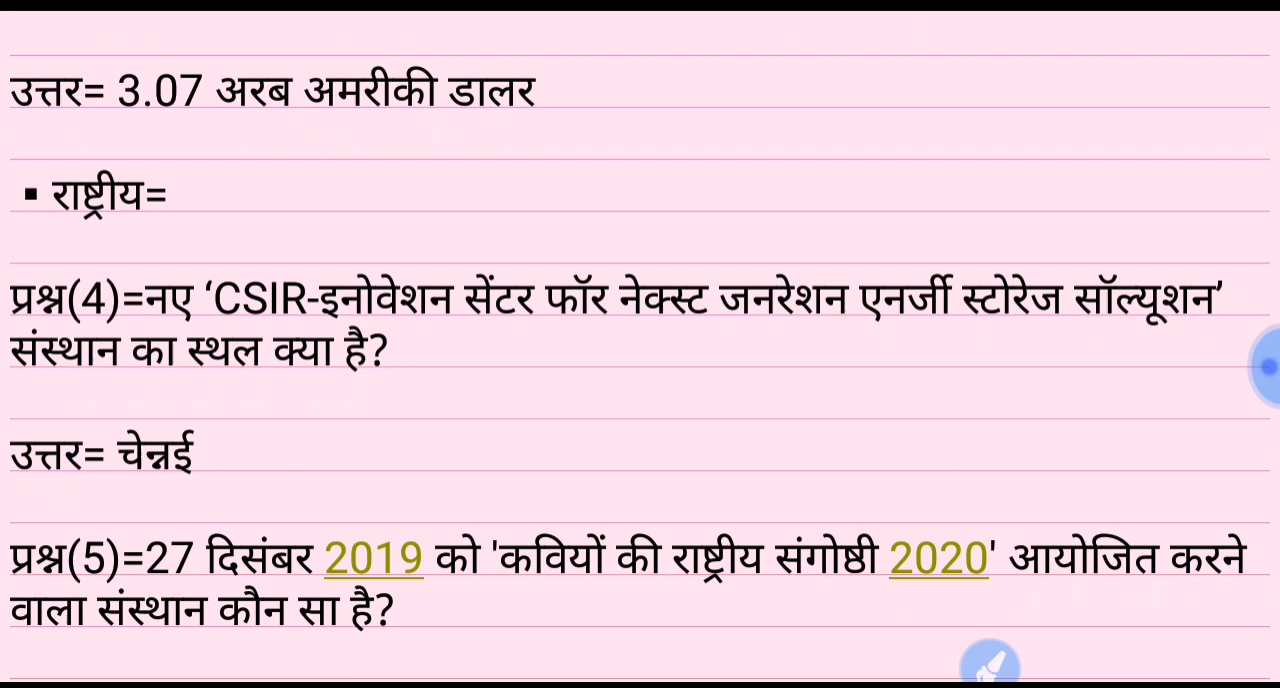 उत्तर= 3.07 अरब अमरीकी डालर
▪ राष्ट्रीय=
प्रश्न(4)=नए ‘CSIR-इनोवेशन सेंटर फॉर नेक्स्ट जनरेशन एनर्जी स्टोरेज सॉल्यूशन’
संस्थान का स्थल क्या है?
उत्तर= चेन्नई
प्रश्न(5)=27 दिसंबर 2019 को 'कवियों की राष्ट्रीय संगोष्ठी 2020' आयोजित करने
वाला संस्थान कौन सा है?